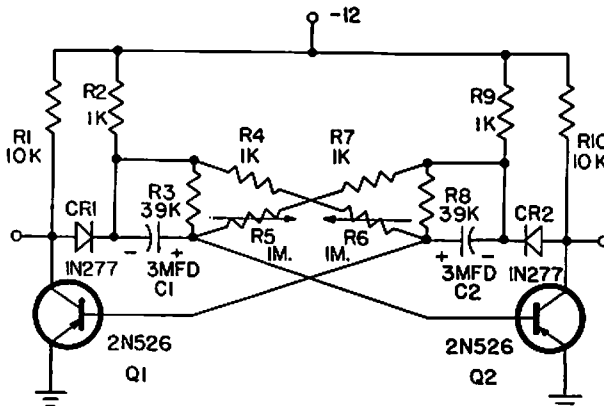 -12
R2
1K
R9
1K
R1
10K
R4
1K
R7
1K
R10
10K
R3
39K
R8
39K
CR1
CR2
R5
1M.
R6
1M.
-
+
+
-
1N277
3MFD
C1
3MFD
C2
1N277
2N526
Q1
2N526
Q2